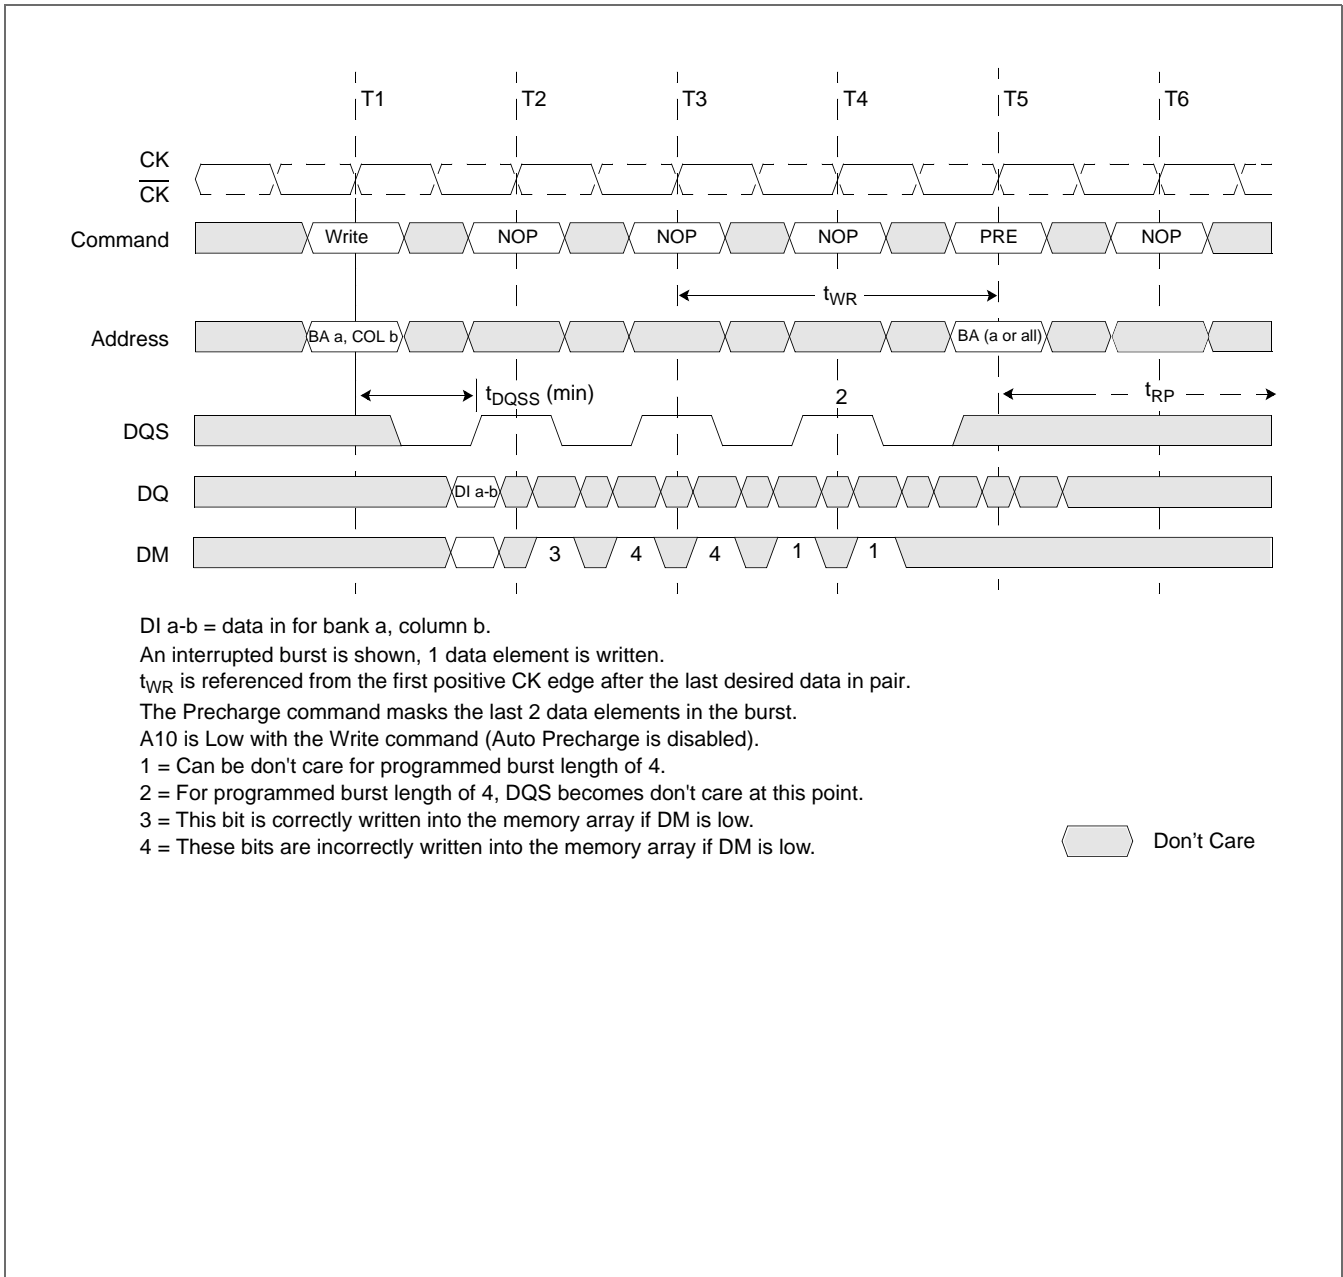 T1 T2 T3 T4 T5 T6
CK
CK
Command Write NOP NOP NOP PRE NOP
tWR
Address BA a, COL b BA (a or all)
tDQSS (min) 2 tRP
DQS
DQ DI a-b
DM 3 4 4 1 1
DI a-b = data in for bank a, column b.
An interrupted burst is shown, 1 data element is written.
tWR is referenced from the first positive CK edge after the last desired data in pair.
The Precharge command masks the last 2 data elements in the burst.
A10 is Low with the Write command (Auto Precharge is disabled).
1 = Can be don't care for programmed burst length of 4.
2 = For programmed burst length of 4, DQS becomes don't care at this point.
3 = This bit is correctly written into the memory array if DM is low.
4 = These bits are incorrectly written into the memory array if DM is low.
Don't Care